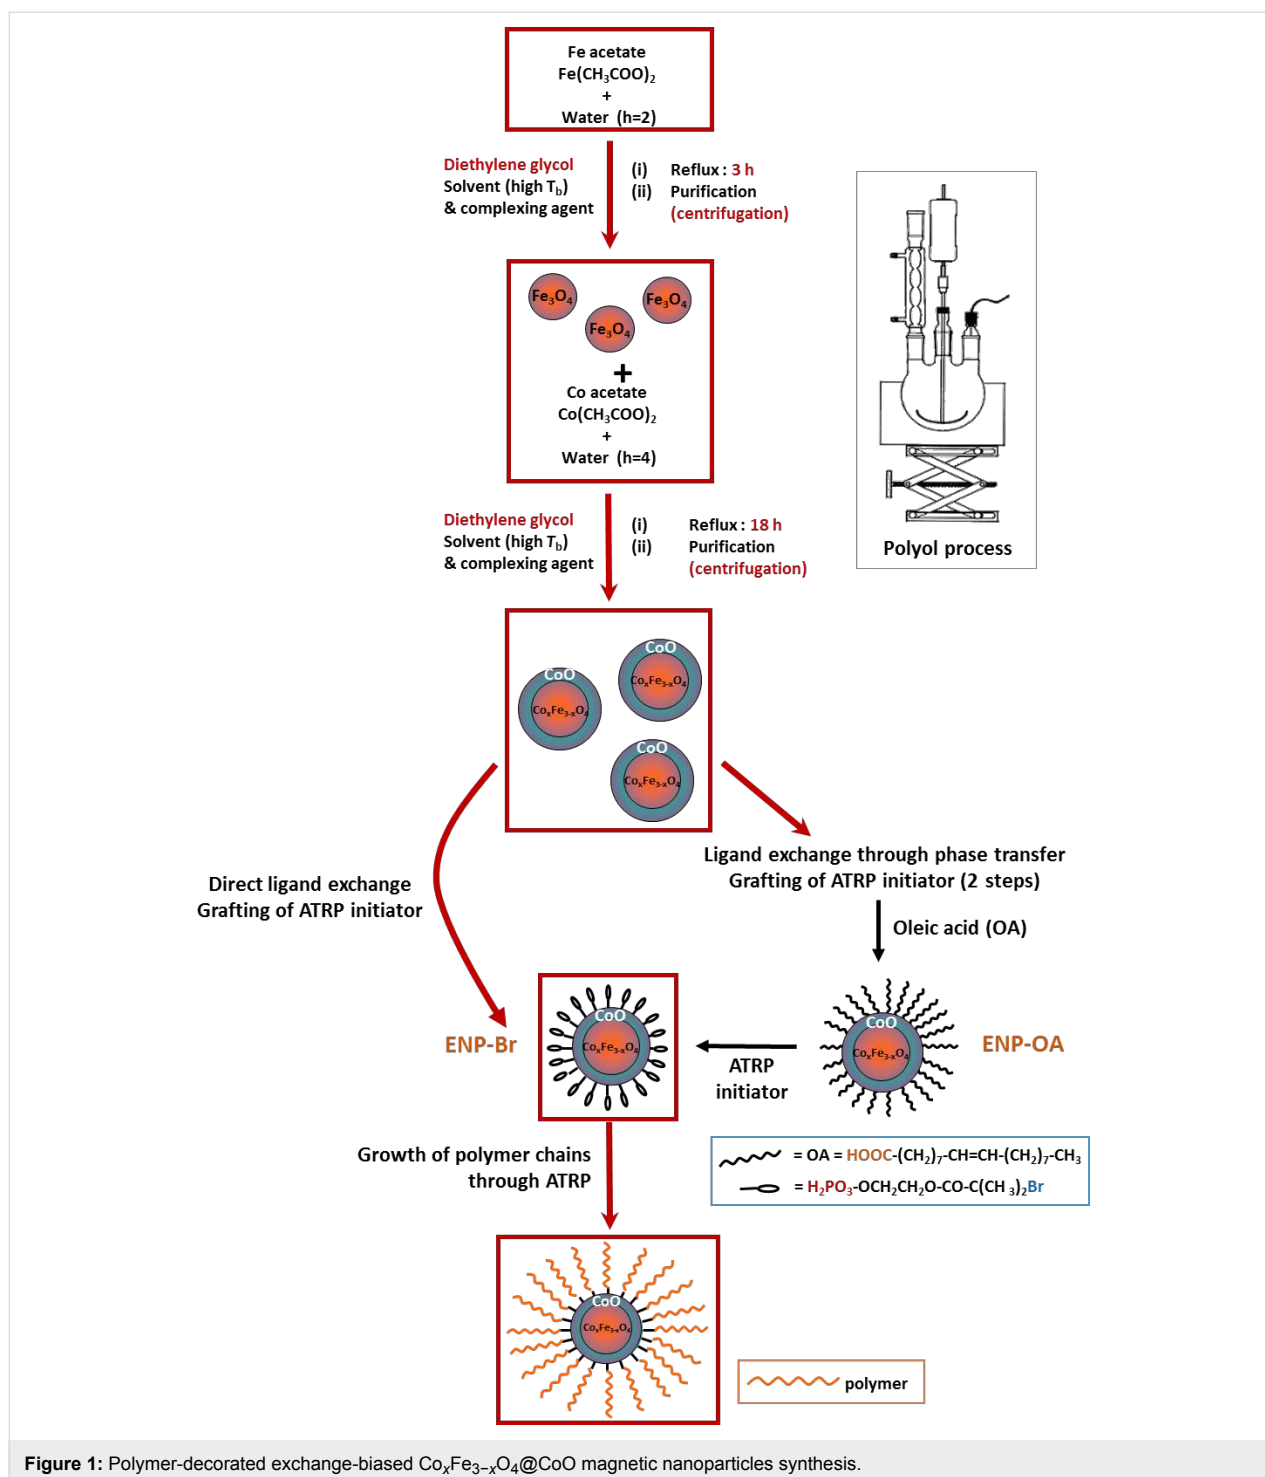 Fe acetate
Fe(CH₃COO)₂
+
Water (h=2)
Diethylene glycol
Solvent (high T_b)
& complexing agent
(i) Reflux : 3 h
(ii) Purification
(centrifugation)
Fe₃O₄
Fe₃O₄
Fe₃O₄
+
Co acetate
Co(CH₃COO)₂
+
Water (h=4)
Polyol process
Diethylene glycol
Solvent (high T_b)
& complexing agent
(i) Reflux : 18 h
(ii) Purification
(centrifugation)
CoO
CoₓFe₃₋ₓO₄
CoO
CoₓFe₃₋ₓO₄
CoO
CoₓFe₃₋ₓO₄
Direct ligand exchange
Grafting of ATRP initiator
Ligand exchange through phase transfer
Grafting of ATRP initiator (2 steps)
Oleic acid (OA)
ENP-Br
CoO
CoₓFe₃₋ₓO₄
ATRP
initiator
CoO
CoₓFe₃₋ₓO₄
ENP-OA
= OA = HOOC-(CH₂)₇-CH=CH-(CH₂)₇-CH₃
= H₂PO₃-OCH₂CH₂O-CO-C(CH₃)₂Br
Growth of polymer chains
through ATRP
CoO
CoₓFe₃₋ₓO₄
polymer
Figure 1: Polymer-decorated exchange-biased CoₓFe₃₋ₓO₄@CoO magnetic nanoparticles synthesis.